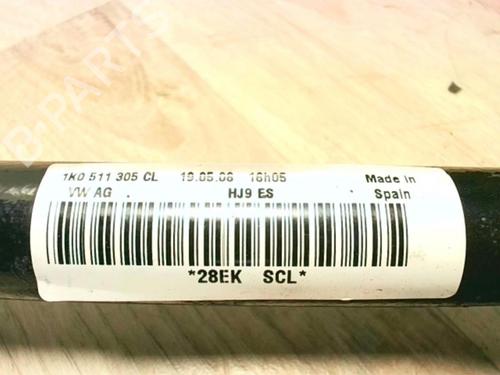 B-PARTS
1K0 511 305 CL 19.05.08 16h05 Made in
VW AG HJ9 ES Spain
*28EK SCL*